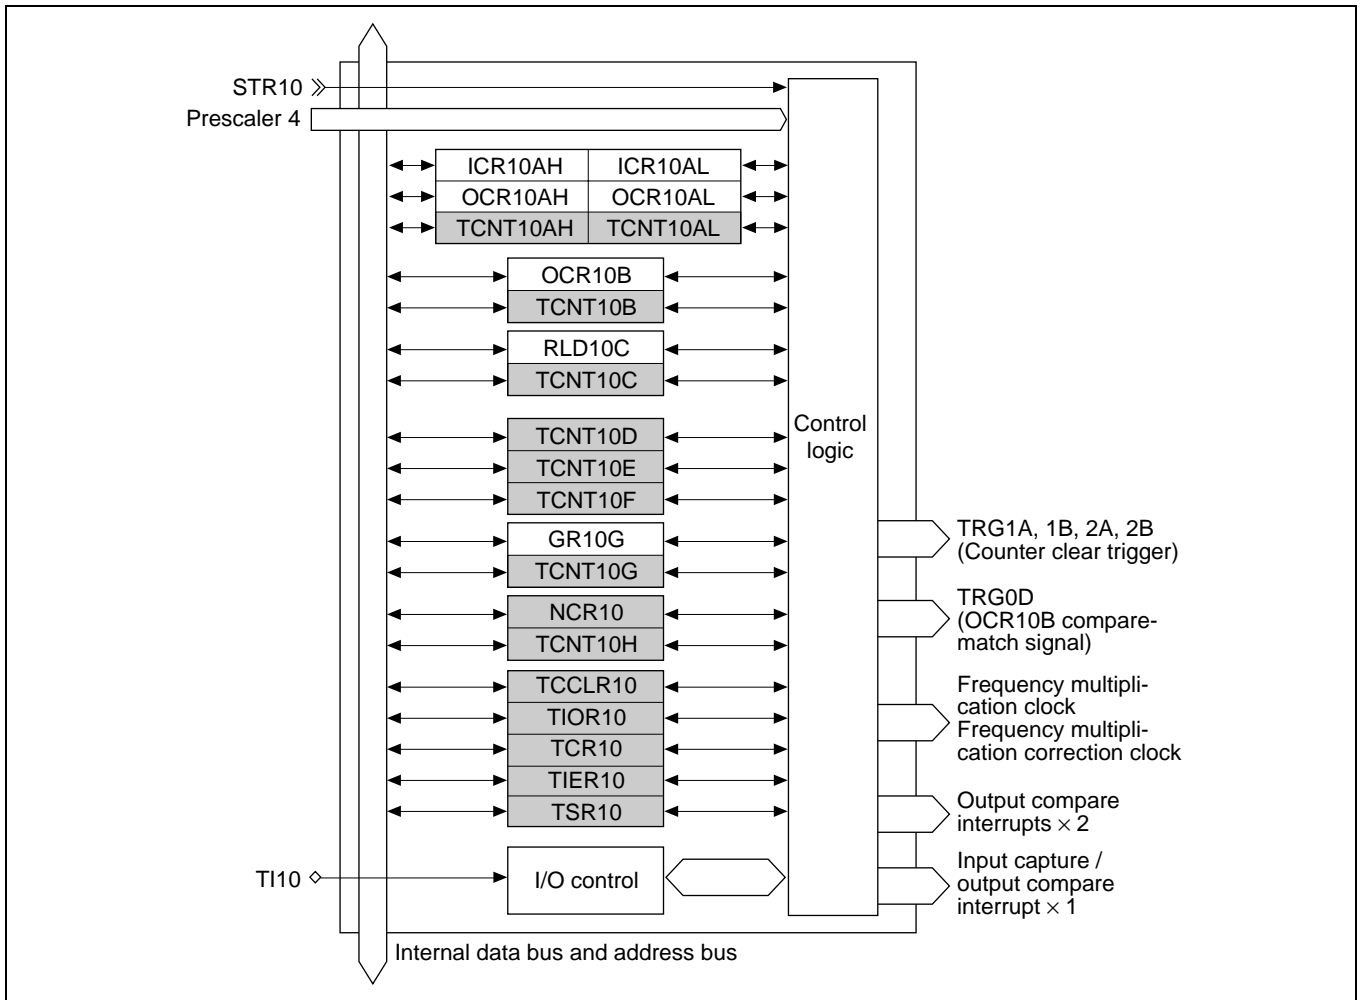 STR10
Prescaler 4
ICR10AH ICR10AL
OCR10AH OCR10AL
TCNT10AH TCNT10AL
OCR10B
TCNT10B
RLD10C
TCNT10C
Control
logic
TCNT10D
TCNT10E
TCNT10F
GR10G
TCNT10G
TRG1A, 1B, 2A, 2B
(Counter clear trigger)
NCR10
TCNT10H
TRG0D
(OCR10B compare-
match signal)
TCCLR10
TIOR10
TCR10
TIER10
TSR10
Frequency multipli-
cation clock
Frequency multipli-
cation correction clock
Output compare
interrupts × 2
TI10
I/O control
Input capture /
output compare
interrupt × 1
Internal data bus and address bus